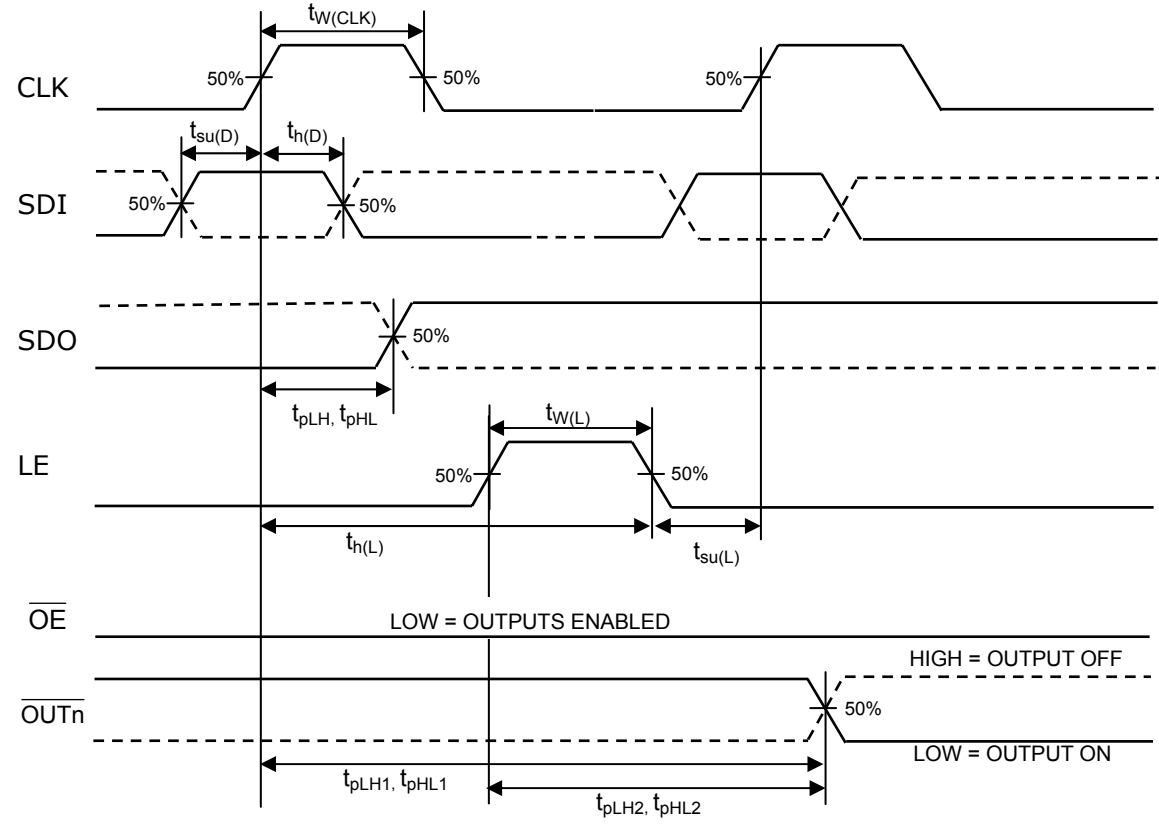 tW(CLK)
CLK
50%
50%
50%
tsu(D)
th(D)
SDI
50%
50%
SDO
50%
tpLH, tpHL
tW(L)
LE
50%
50%
th(L)
tsu(L)
OE
LOW = OUTPUTS ENABLED
HIGH = OUTPUT OFF
OUTn
50%
LOW = OUTPUT ON
tpLH1, tpHL1
tpLH2, tpHL2